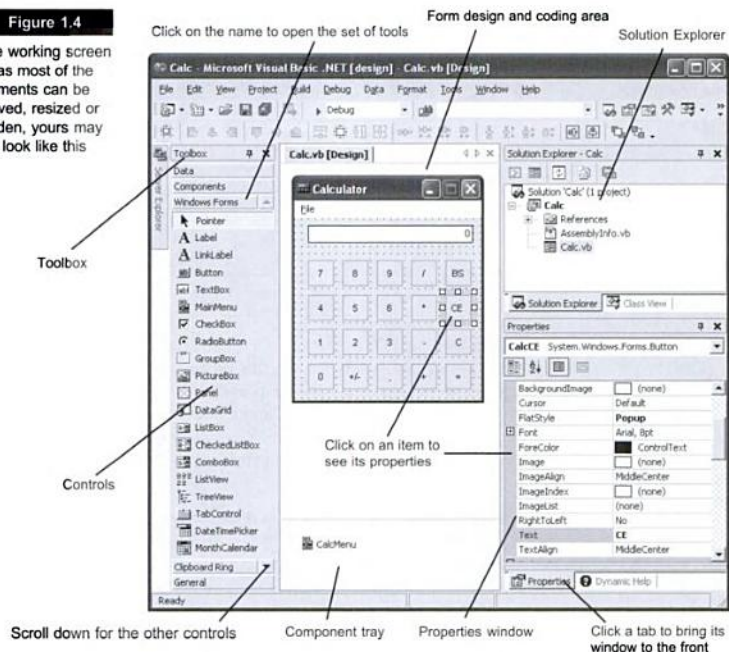 Figure 1.4
working screen
as most of the
can be
resized or
yours may
look like this
Click on the name to open the set of tools
Form design and coding area
Solution Explorer
Calc - Microsoft Visual Basic .NET [design] - Calc.vb [Design]
File Edit View Project Build Debug Data Format Tools Window Help
Debug
Toolbox
Data
Components
Windows Forms
Pointer
Label
LinkLabel
Button
TextBox
MainMenu
CheckBox
RadioButton
GroupBox
PictureBox
Panel
DataGrid
ListBox
CheckedListBox
ComboBox
ListView
TreeView
TabControl
DateTimePicker
MonthCalendar
Clipboard Ring
General
Ready
Server Explorer
Calc.vb [Design]
Calculator
File
0
7 8 9 / BS
4 5 6 * CE
1 2 3 - C
0 +/- . + =
CalcMenu
Solution Explorer - Calc
Solution 'Calc' (1 project)
Calc
References
AssemblyInfo.vb
Calc.vb
Solution Explorer Class View
Properties
CalcCE System.Windows.Forms.Button
BackgroundImage (none)
Cursor Default
FlatStyle Popup
Font Arial, 8pt
ForeColor ControlText
Image (none)
ImageAlign MiddleCenter
ImageIndex (none)
ImageList (none)
RightToLeft No
Text CE
TextAlign MiddleCenter
Properties Dynamic Help
Toolbox
Controls
Click on an item to
see its properties
Scroll down for the other controls
Component tray
Properties window
Click a tab to bring its
window to the front